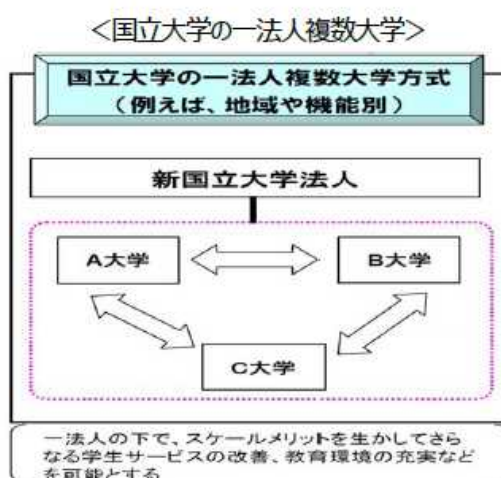 ＜国立大学の一法人複数大学＞
国立大学の一法人複数大学方式
（例えば、地域や機能別）
新国立大学法人
A大学
B大学
C大学
一法人の下で、スケールメリットを生かしてさら
なる学生サービスの改善、教育環境の充実など
を可能とする